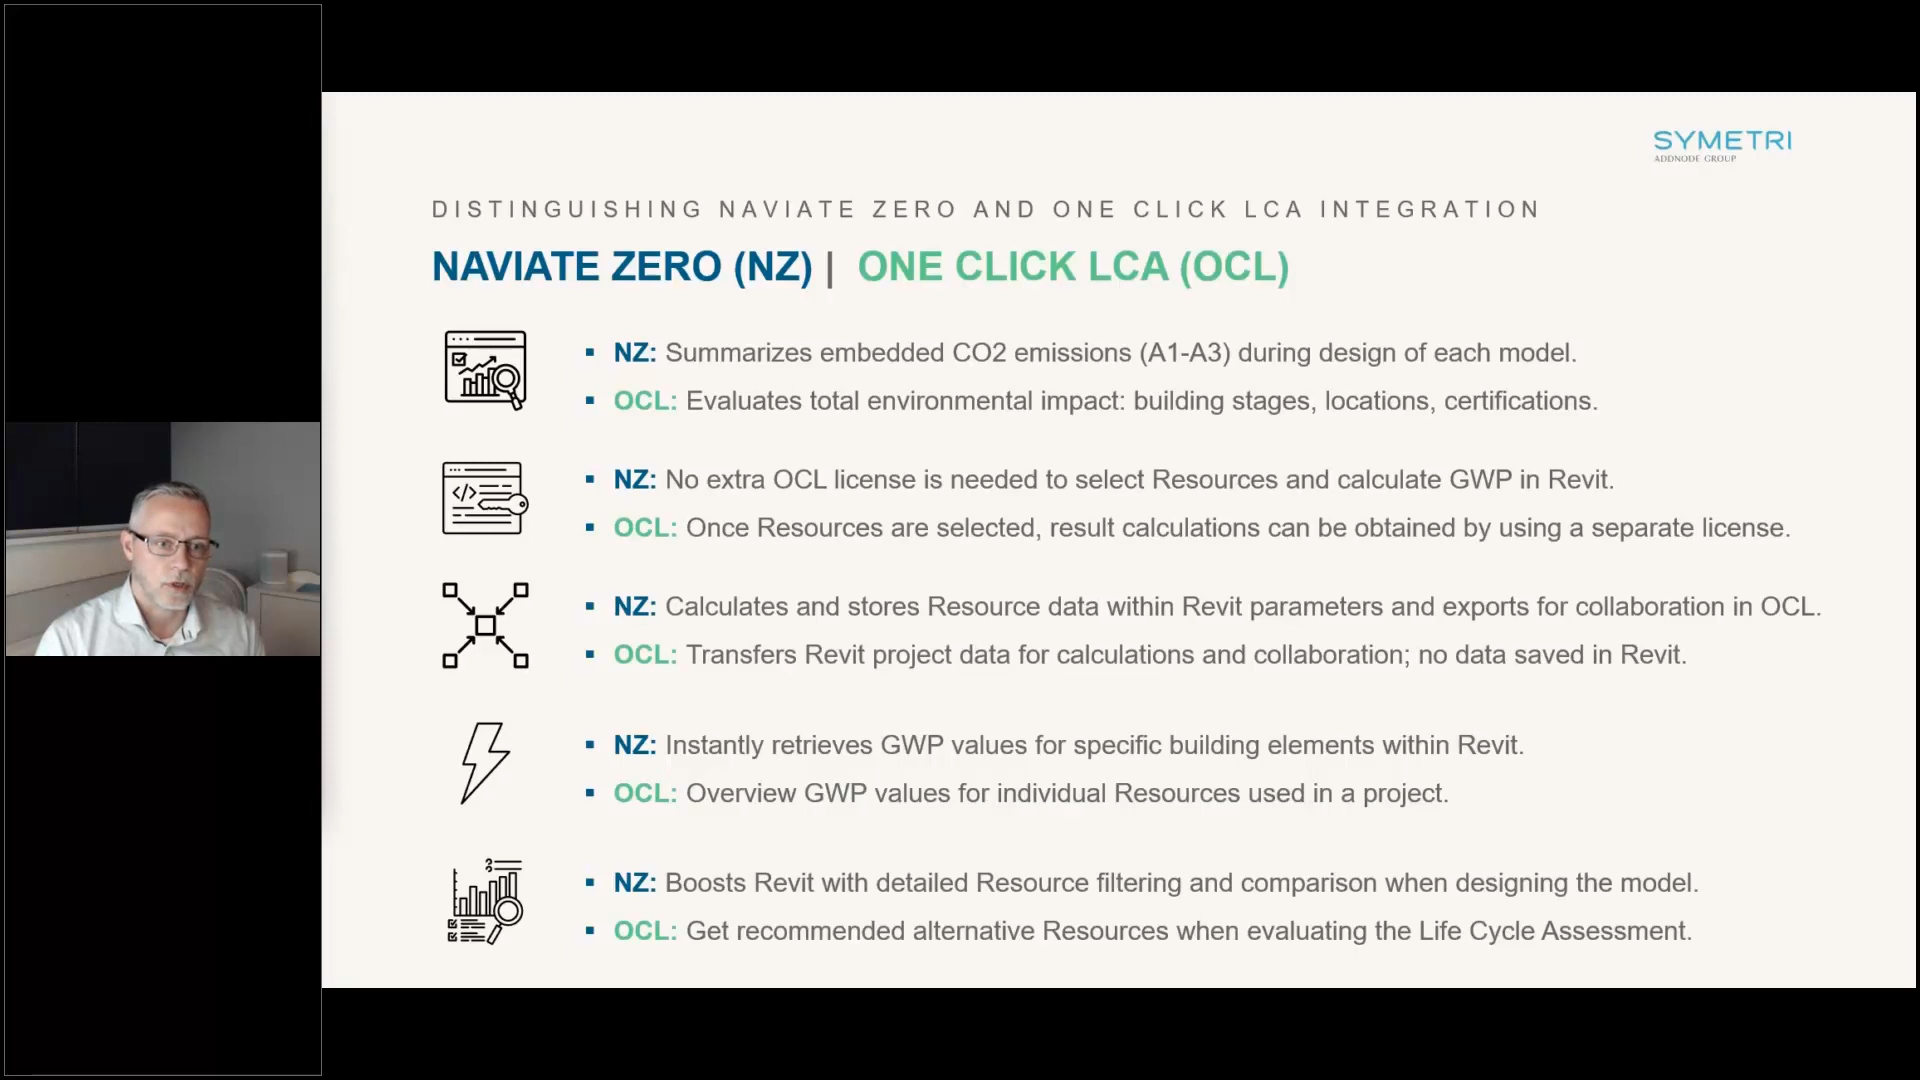 SYMETRI
ADDNODE GROUP
DISTINGUISHING NAVIATE ZERO AND ONE CLICK LCA INTEGRATION
NAVIATE ZERO (NZ) | ONE CLICK LCA (OCL)
▪ NZ: Summarizes embedded CO2 emissions (A1-A3) during design of each model.
▪ OCL: Evaluates total environmental impact: building stages, locations, certifications.
▪ NZ: No extra OCL license is needed to select Resources and calculate GWP in Revit.
▪ OCL: Once Resources are selected, result calculations can be obtained by using a separate license.
▪ NZ: Calculates and stores Resource data within Revit parameters and exports for collaboration in OCL.
▪ OCL: Transfers Revit project data for calculations and collaboration; no data saved in Revit.
▪ NZ: Instantly retrieves GWP values for specific building elements within Revit.
▪ OCL: Overview GWP values for individual Resources used in a project.
▪ NZ: Boosts Revit with detailed Resource filtering and comparison when designing the model.
▪ OCL: Get recommended alternative Resources when evaluating the Life Cycle Assessment.